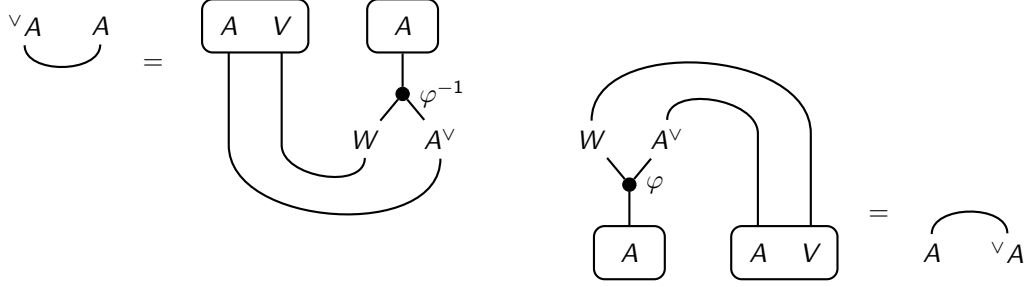 ∨A A = A V A
φ−1
W A∨
W A∨
φ
A A V = A ∨A